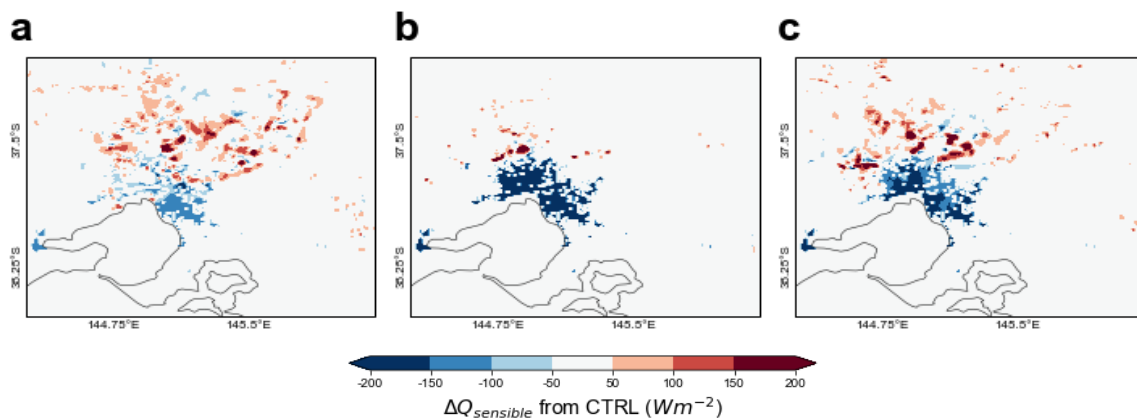 a b c
37.5°S 37.5°S 37.5°S
38.25°S 38.25°S 38.25°S
144.75°E 145.5°E 144.75°E 145.5°E 144.75°E 145.5°E
-200 -150 -100 -50 50 100 150 200
ΔQsensible from CTRL (Wm−2)